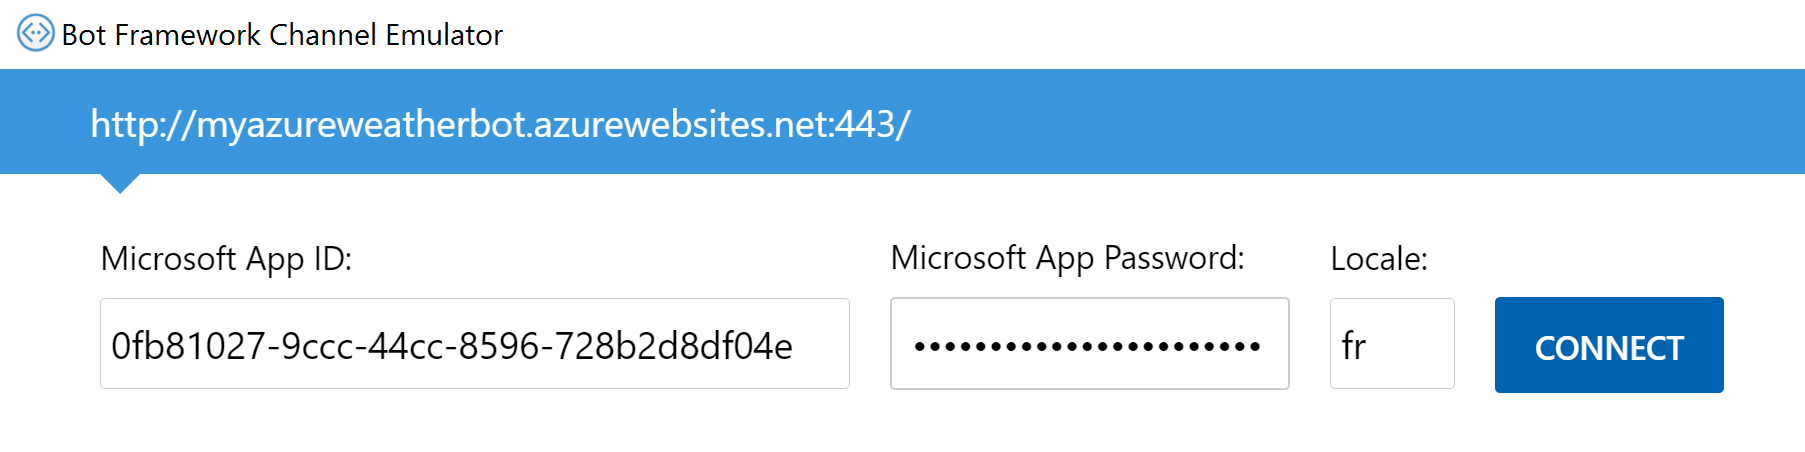 Bot Framework Channel Emulator
http://myazureweatherbot.azurewebsites.net:443/
Microsoft App ID: Microsoft App Password: Locale:
0fb81027-9ccc-44cc-8596-728b2d8df04e ••••••••••••••••••••••• fr CONNECT